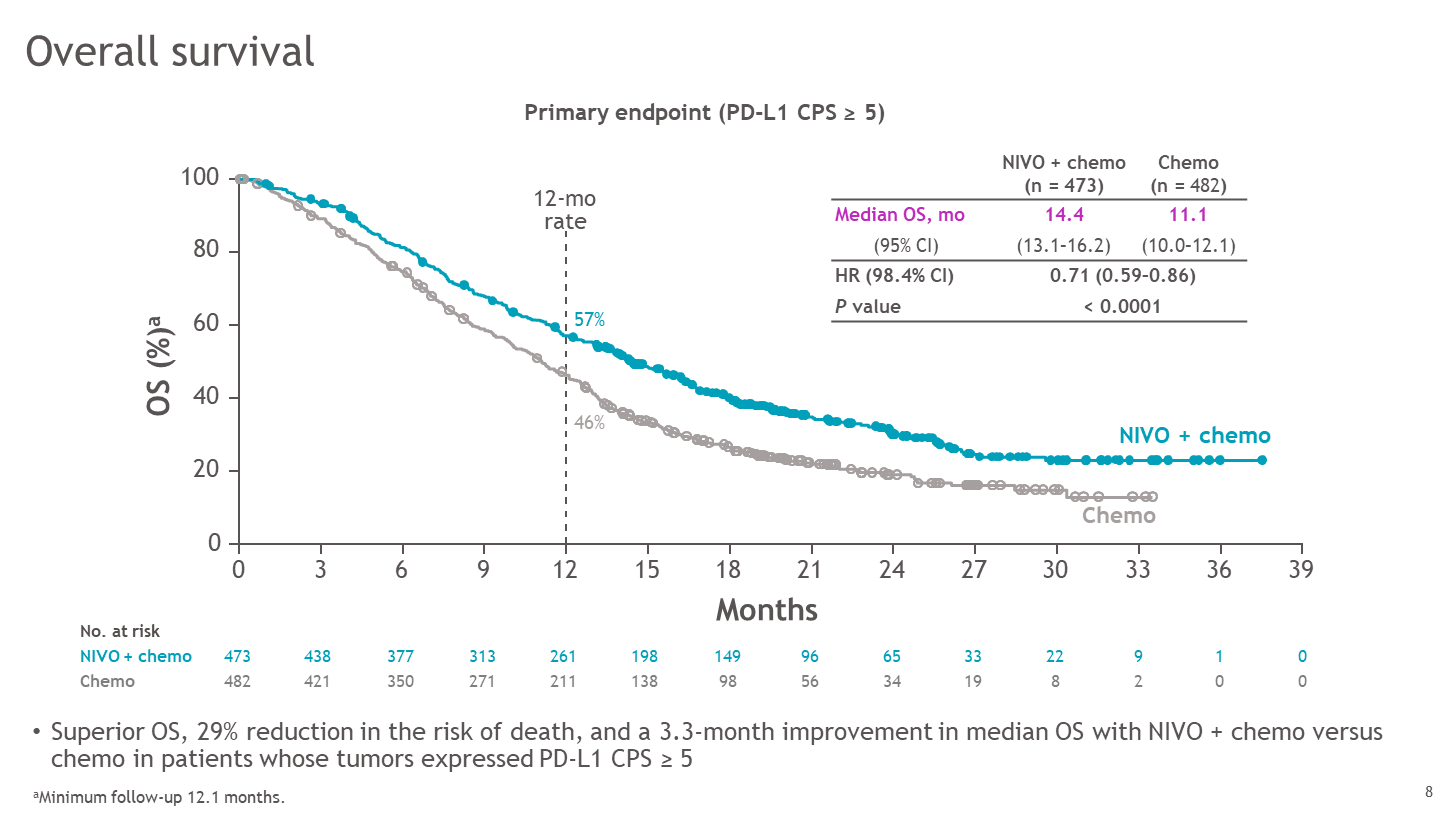 Overall survival
Primary endpoint (PD-L1 CPS ≥ 5)
NIVO + chemo Chemo
(n = 473) (n = 482)
Median OS, mo 14.4 11.1
(95% CI) (13.1-16.2) (10.0-12.1)
HR (98.4% CI) 0.71 (0.59-0.86)
P value < 0.0001
12-mo
rate
OS (%)ᵃ
100
80
60
40
20
0
57%
46%
NIVO + chemo
Chemo
0 3 6 9 12 15 18 21 24 27 30 33 36 39
Months
No. at risk
NIVO + chemo 473 438 377 313 261 198 149 96 65 33 22 9 1 0
Chemo 482 421 350 271 211 138 98 56 34 19 8 2 0 0
• Superior OS, 29% reduction in the risk of death, and a 3.3-month improvement in median OS with NIVO + chemo versus
chemo in patients whose tumors expressed PD-L1 CPS ≥ 5
ᵃMinimum follow-up 12.1 months.
8